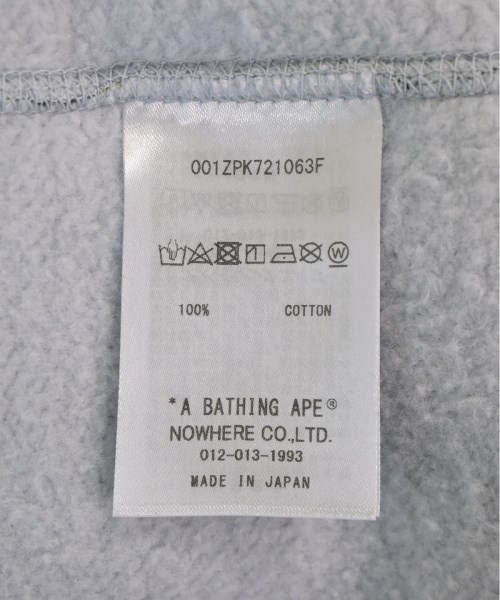 001ZPK721063F
W
100% COTTON
*A BATHING APE®
NOWHERE CO.,LTD.
012-013-1993
MADE IN JAPAN